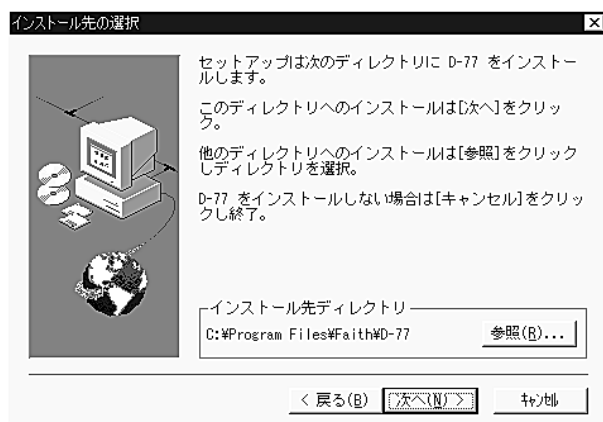 インストール先の選択
セットアップは次のディレクトリに D-77 をインストー
ルします。
このディレクトリへのインストールは[次へ]をクリッ
ク。
他のディレクトリへのインストールは[参照]をクリック
しディレクトリを選択。
D-77 をインストールしない場合は[キャンセル]をクリッ
クし終了。
インストール先ディレクトリ
C:¥Program Files¥Faith¥D-77
参照(R)...
< 戻る(B)
次へ(N) >
キャンセル